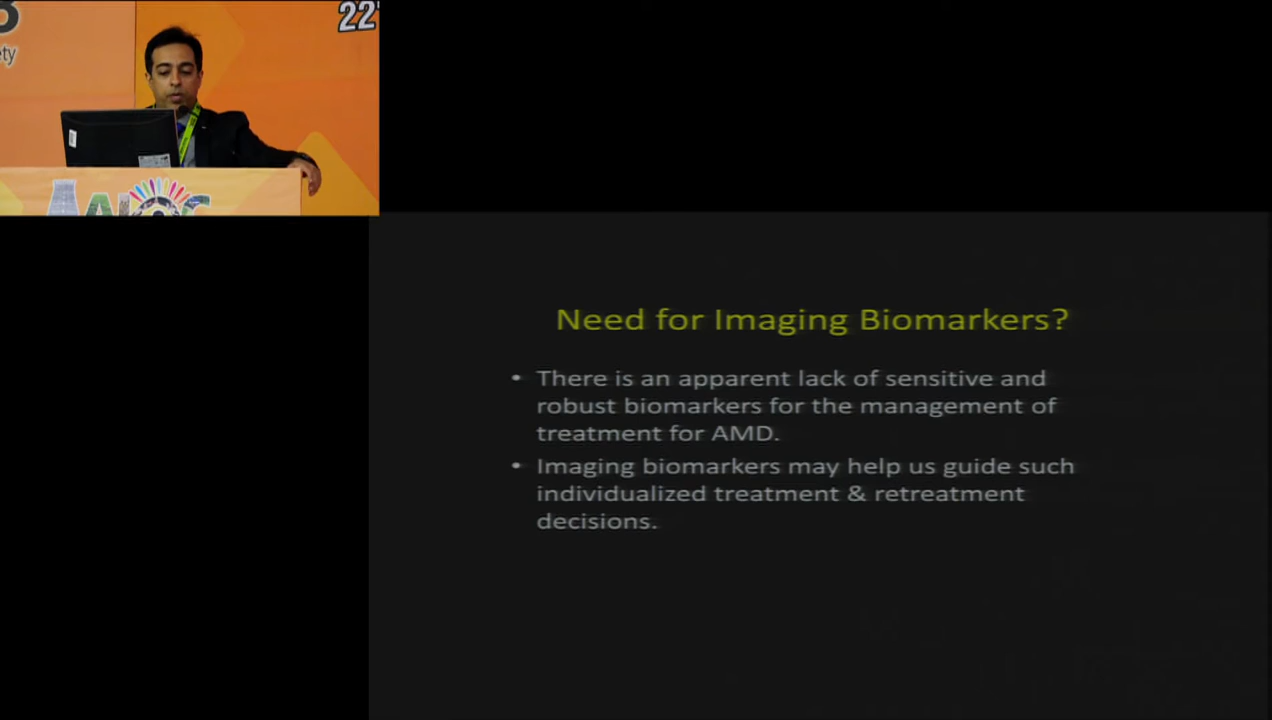 22
Need for Imaging Biomarkers?
• There is an apparent lack of sensitive and
robust biomarkers for the management of
treatment for AMD.
• Imaging biomarkers may help us guide such
individualized treatment & retreatment
decisions.